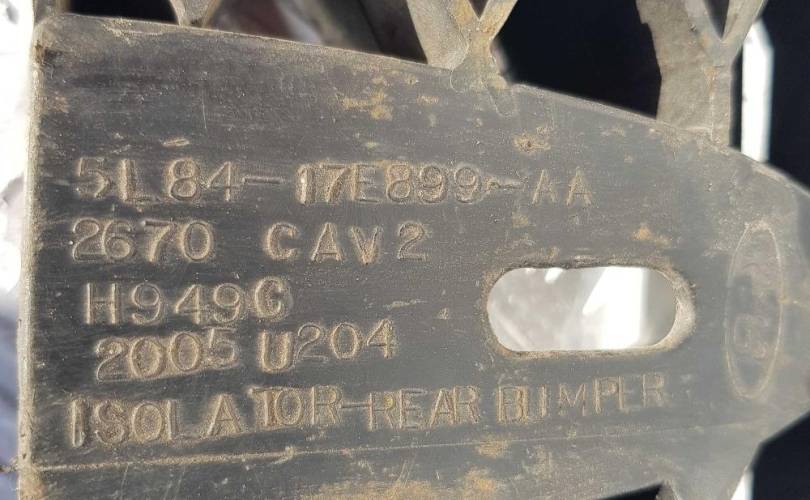 5L84-17E899-AA
2670 CAV2
H949G
2005 U204
ISOLATOR-REAR BUMPER